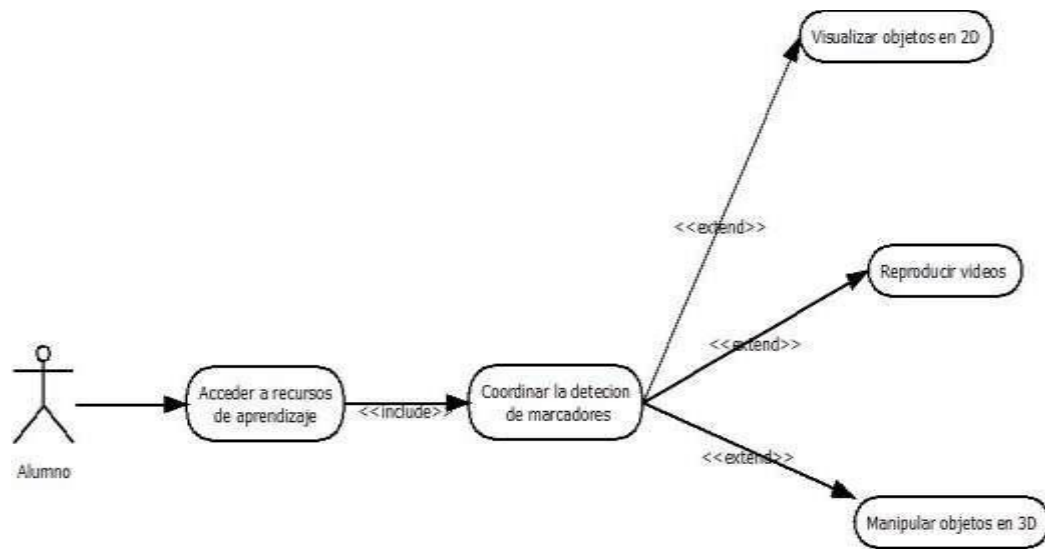 Visualizar objetos en 2D
<<extend>>
Reproducir videos
<<extend>>
Acceder a recursos
de aprendizaje
<<include>>
Coordinar la detecion
de marcadores
<<extend>>
Alumno
Manipular objetos en 3D